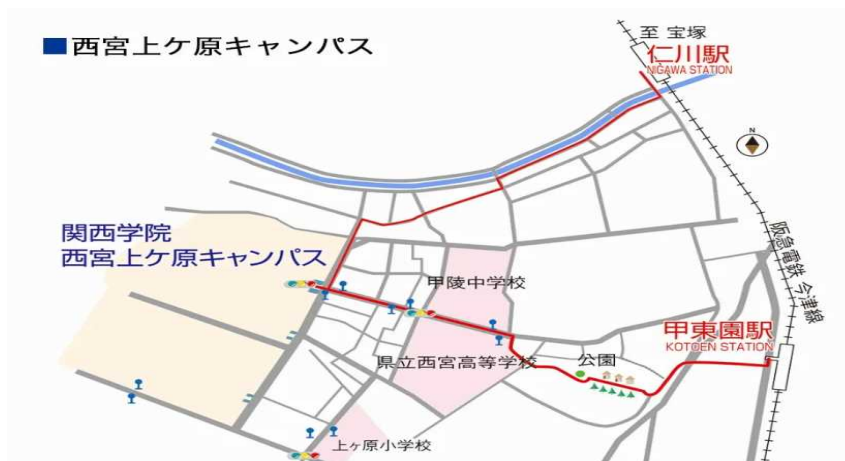 西宮上ケ原キャンパス
至 宝塚
仁川駅
NIGAWA STATION
N
関西学院
西宮上ケ原キャンパス
阪急電鉄 今津線
甲陵中学校
甲東園駅
KOTOEN STATION
県立西宮高等学校
公園
上ヶ原小学校